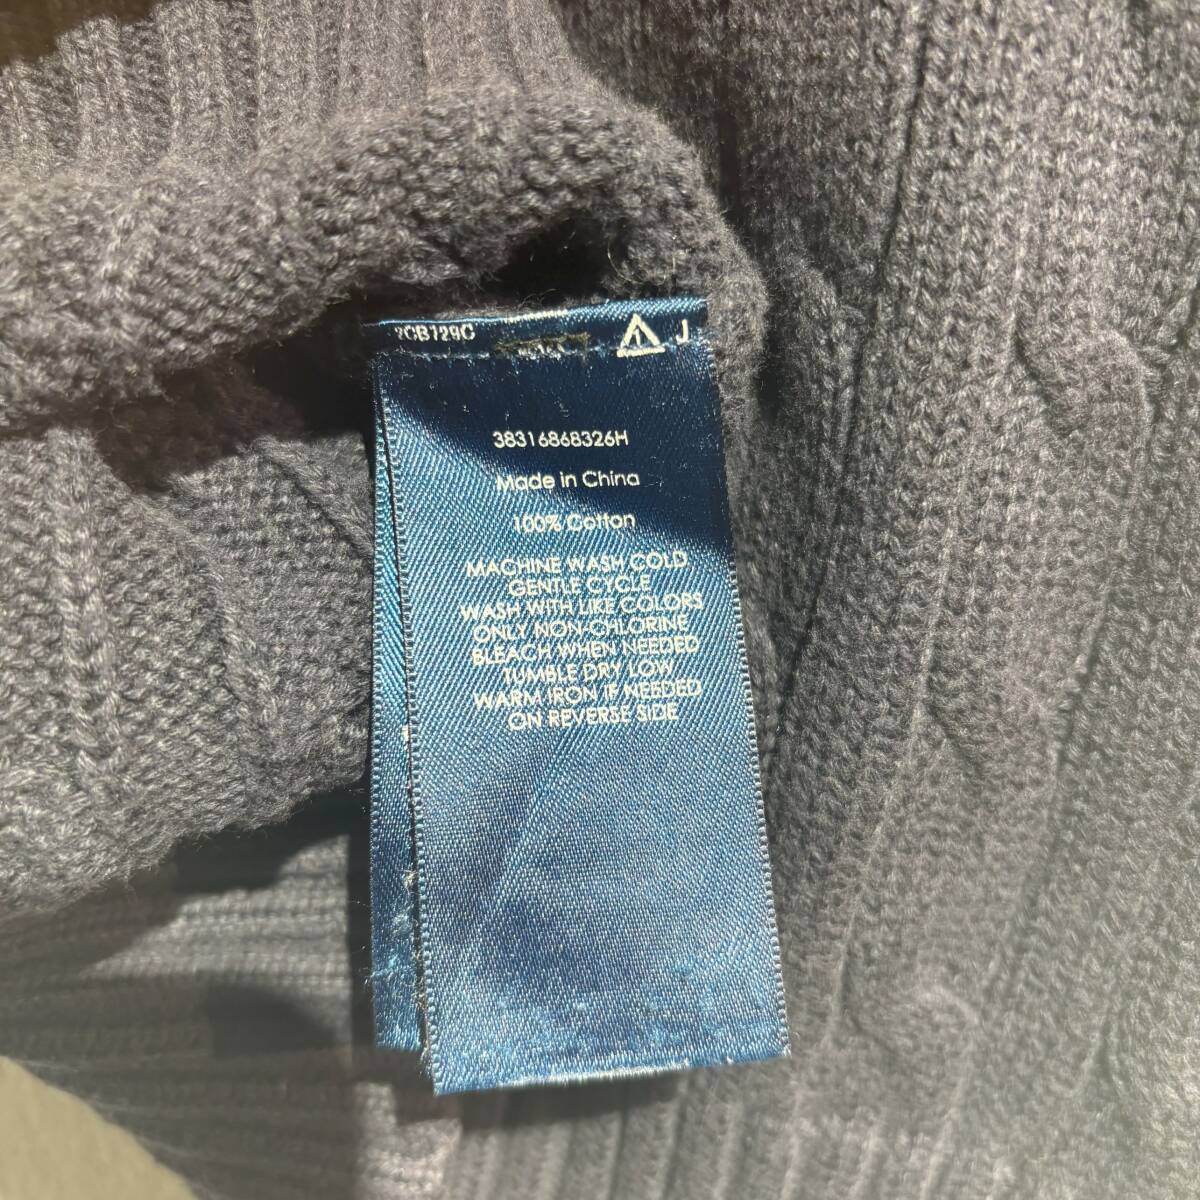 2CB129C
J
38316868326H
Made in China
100% Cotton
MACHINE WASH COLD
GENTLE CYCLE
WASH WITH LIKE COLORS
ONLY NON-CHLORINE
BLEACH WHEN NEEDED
TUMBLE DRY LOW
WARM IRON IF NEEDED
ON REVERSE SIDE